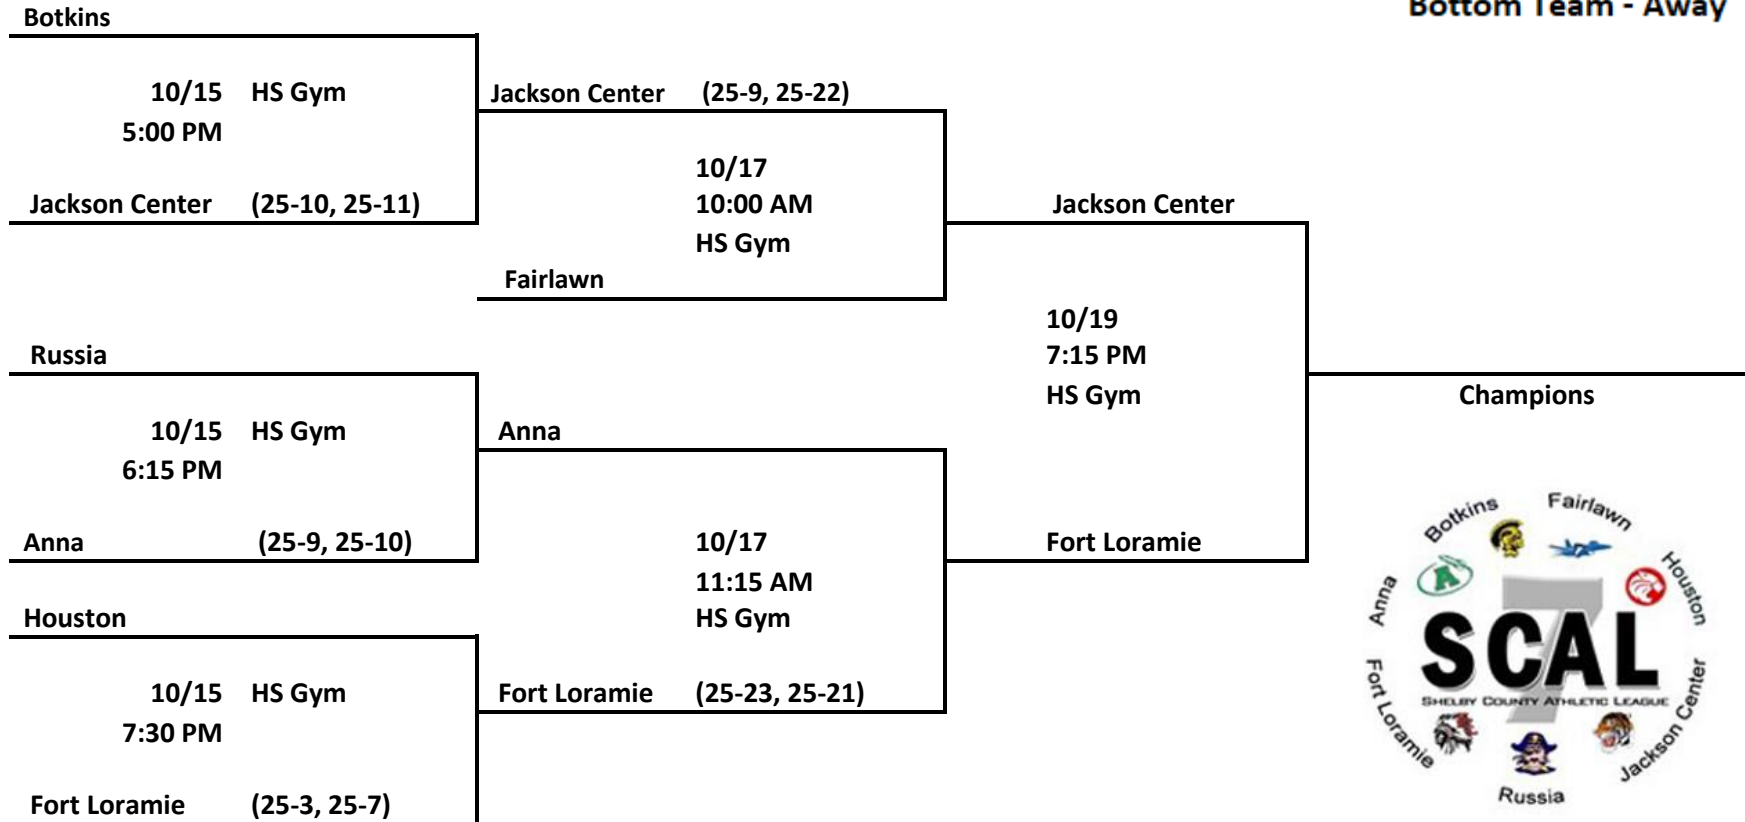 Bottom Team - Away
Botkins
10/15 HS Gym
5:00 PM
Jackson Center (25-10, 25-11)
Jackson Center (25-9, 25-22)
10/17
10:00 AM
HS Gym
Fairlawn
Jackson Center
Russia
10/15 HS Gym
6:15 PM
Anna (25-9, 25-10)
Anna
10/17
11:15 AM
HS Gym
Houston
10/15 HS Gym
7:30 PM
Fort Loramie (25-3, 25-7)
Fort Loramie (25-23, 25-21)
10/19
7:15 PM
HS Gym
Fort Loramie
Champions
Botkins
Fairlawn
Houston
Anna
A
7
SCAL
SHELBY COUNTY ATHLETIC LEAGUE
Fort Loramie
Jackson Center
Russia